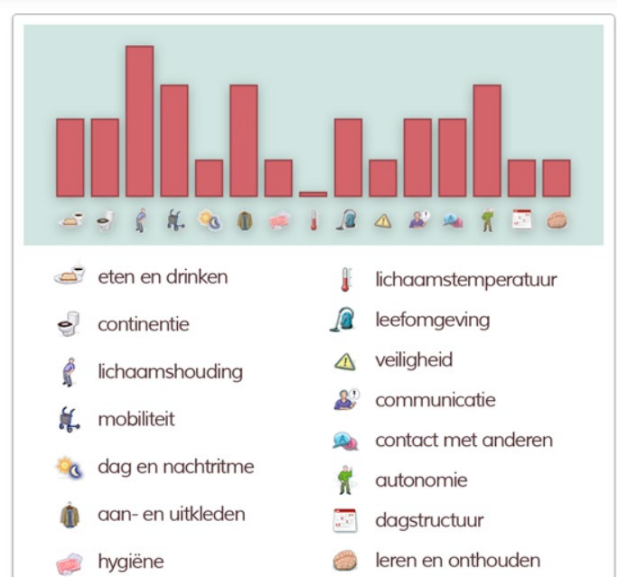 eten en drinken
continentie
lichaamshouding
mobiliteit
dag en nachtritme
aan- en uitkleden
hygiëne
lichaamstemperatuur
leefomgeving
veiligheid
communicatie
contact met anderen
autonomie
dagstructuur
leren en onthouden